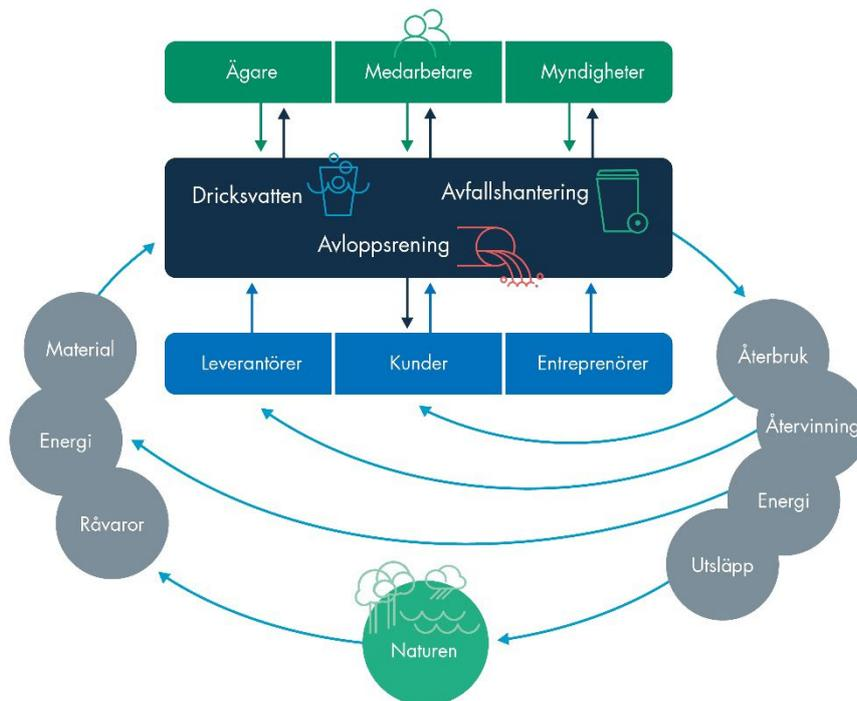 Ägare
Medarbetare
Myndigheter
Dricksvatten
Avfallshantering
Avloppsrening
Leverantörer
Kunder
Entreprenörer
Material
Energi
Råvaror
Återbruk
Återvinning
Energi
Utsläpp
Naturen